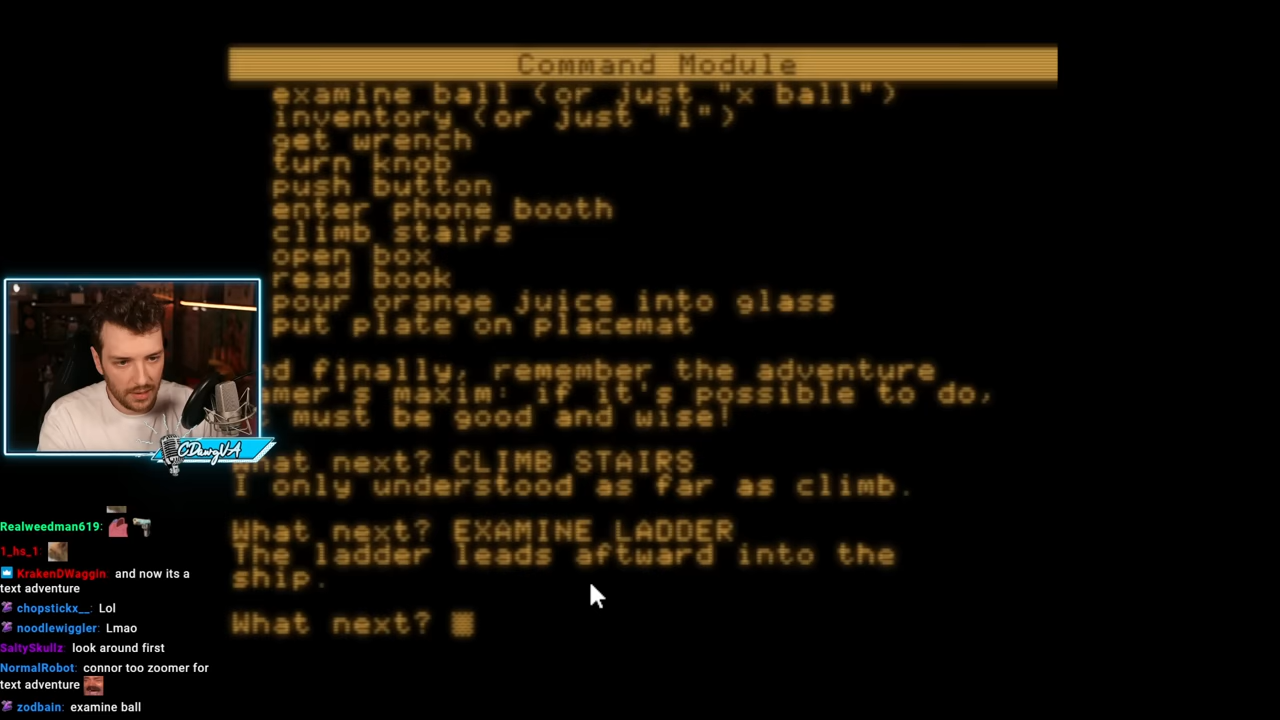 Command Module
examine ball (or just "x ball")
inventory (or just "i")
get wrench
turn knob
push button
enter phone booth
climb stairs
open box
read book
pour orange juice into glass
put plate on placemat
finally, remember the adventure
maxim: if it's possible to do,
must be good and wise!
next? CLIMB STAIRS
I only understood as far as climb.
What next? EXAMINE LADDER
The ladder leads aftward into the
ship.
What next?
CDawgVA
Realweedman619:
1_hs_1:
KrakenDWaggin: and now its a
text adventure
chopstickx__: Lol
noodlewiggler: Lmao
SaltySkullz: look around first
NormalRobot: connor too zoomer for
text adventure
zodbain: examine ball